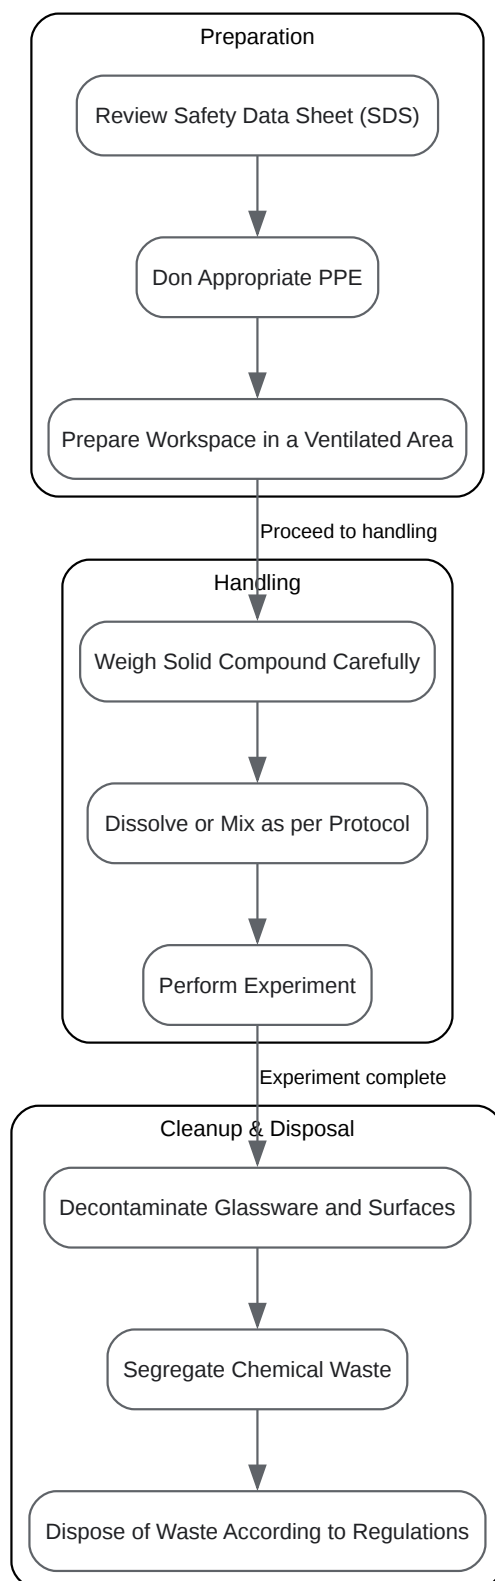 Preparation
Review Safety Data Sheet (SDS)
Don Appropriate PPE
Prepare Workspace in a Ventilated Area
Proceed to handling
Handling
Weigh Solid Compound Carefully
Dissolve or Mix as per Protocol
Perform Experiment
Experiment complete
Cleanup & Disposal
Decontaminate Glassware and Surfaces
Segregate Chemical Waste
Dispose of Waste According to Regulations